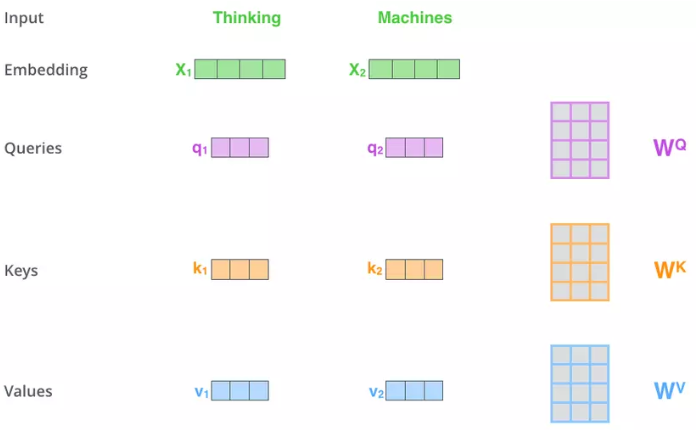 Input Thinking Machines
Embedding X1 X2
Queries q1 q2 WQ
Keys k1 k2 WK
Values v1 v2 WV